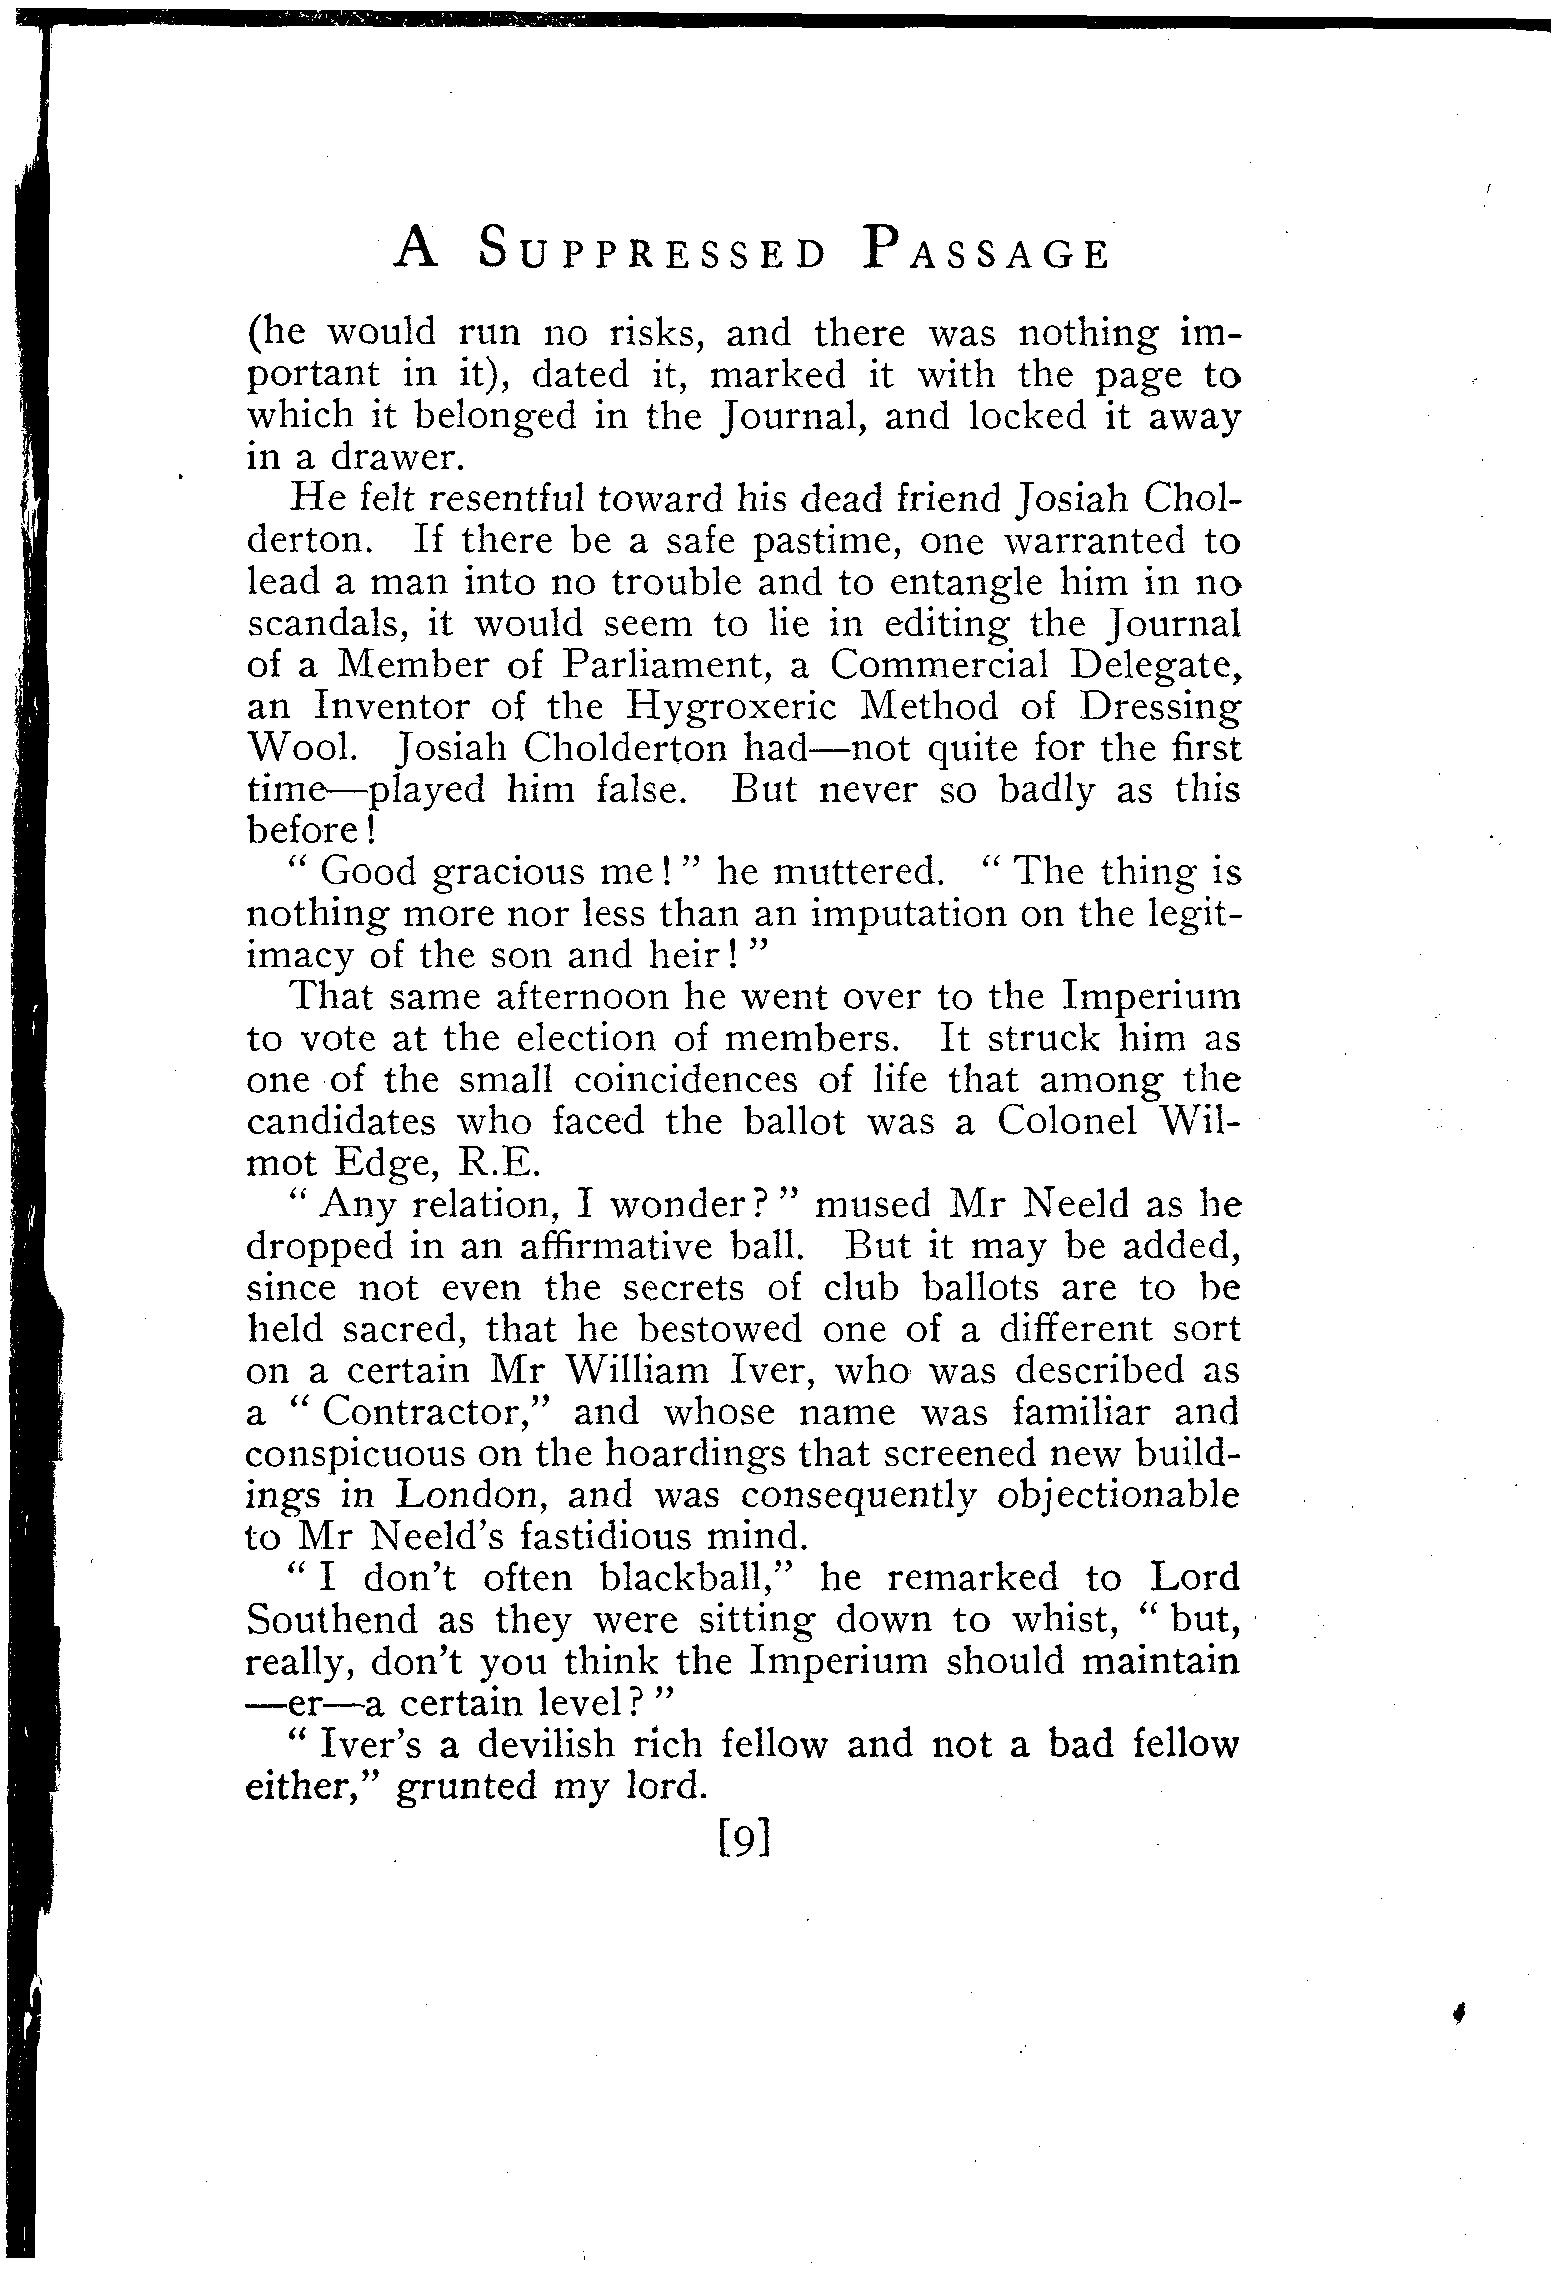 A SUPPRESSED PASSAGE
(he would run no risks, and there was nothing im-
portant in it), dated it, marked it with the page to
which it belonged in the Journal, and locked it away
in a drawer.
He felt resentful toward his dead friend Josiah Chol-
derton. If there be a safe pastime, one warranted to
lead a man into no trouble and to entangle him in no
scandals, it would seem to lie in editing the Journal
of a Member of Parliament, a Commercial Delegate,
an Inventor of the Hygroxeric Method of Dressing
Wool. Josiah Cholderton had—not quite for the first
time—played him false. But never so badly as this
before!
“Good gracious me!” he muttered. “The thing is
nothing more nor less than an imputation on the legit-
imacy of the son and heir!”
That same afternoon he went over to the Imperium
to vote at the election of members. It struck him as
one of the small coincidences of life that among the
candidates who faced the ballot was a Colonel Wil-
mot Edge, R.E.
“Any relation, I wonder?” mused Mr Neeld as he
dropped in an affirmative ball. But it may be added,
since not even the secrets of club ballots are to be
held sacred, that he bestowed one of a different sort
on a certain Mr William Iver, who was described as
a “Contractor,” and whose name was familiar and
conspicuous on the hoardings that screened new build-
ings in London, and was consequently objectionable
to Mr Neeld's fastidious mind.
“I don't often blackball,” he remarked to Lord
Southend as they were sitting down to whist, “but,
really, don't you think the Imperium should maintain
—er—a certain level?”
“Iver's a devilish rich fellow and not a bad fellow
either,” grunted my lord.
[9]